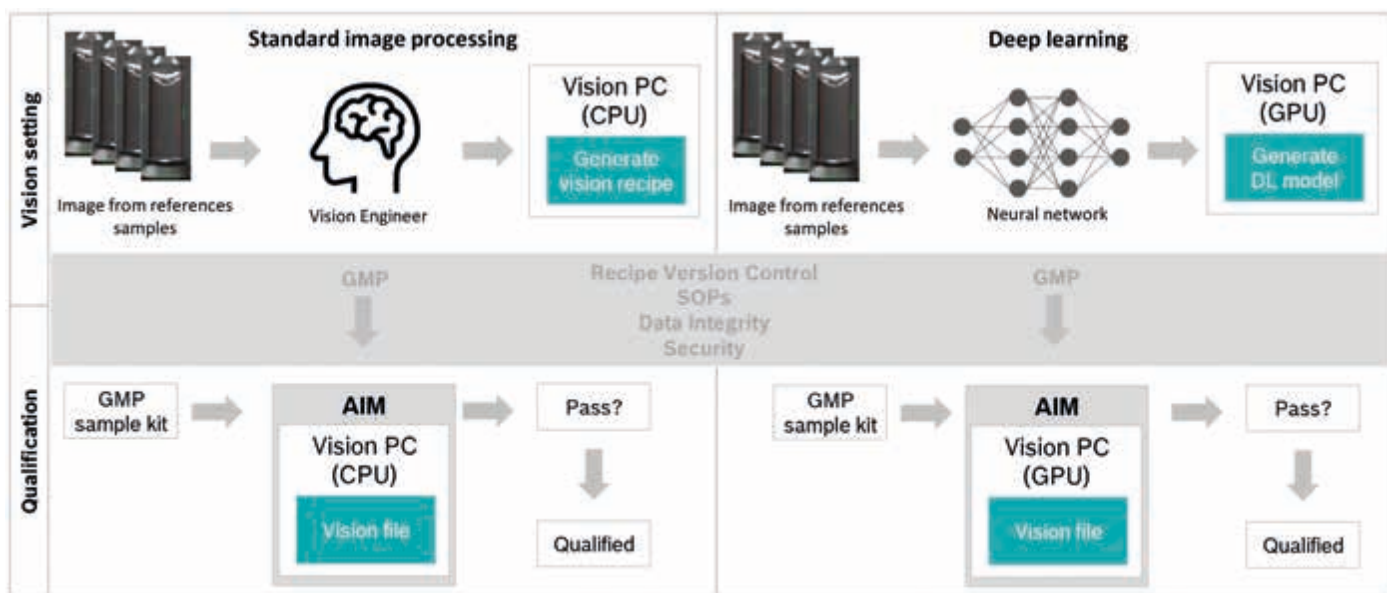 Standard image processing
Deep learning
Vision setting
Image from references
samples
Vision Engineer
Vision PC
(CPU)
Generate
vision recipe
Image from references
samples
Neural network
Vision PC
(GPU)
Generate
DL model
GMP
Recipe Version Control
SOPs
Data Integrity
Security
GMP
Qualification
GMP
sample kit
AIM
Vision PC
(CPU)
Vision file
Pass?
Qualified
GMP
sample kit
AIM
Vision PC
(GPU)
Vision file
Pass?
Qualified